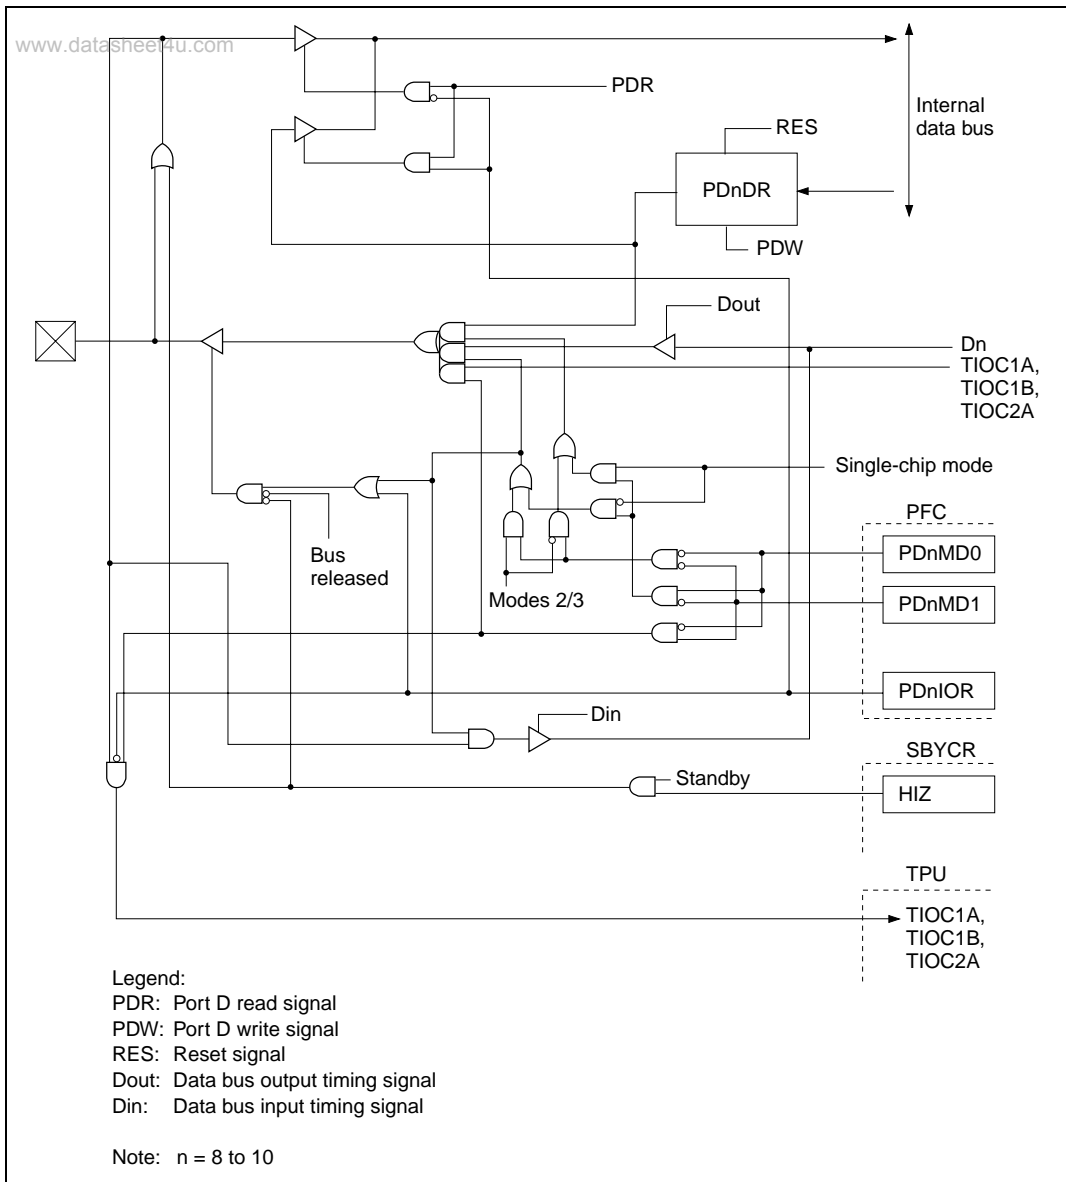 www.datasheet4u.com
PDR
Internal
data bus
RES
PDnDR
PDW
Dout
Dn
TIOC1A,
TIOC1B,
TIOC2A
Single-chip mode
PFC
Bus
released
Modes 2/3
PDnMD0
PDnMD1
PDnIOR
Din
SBYCR
Standby
HIZ
TPU
TIOC1A,
TIOC1B,
TIOC2A
Legend:
PDR: Port D read signal
PDW: Port D write signal
RES: Reset signal
Dout: Data bus output timing signal
Din: Data bus input timing signal
Note: n = 8 to 10